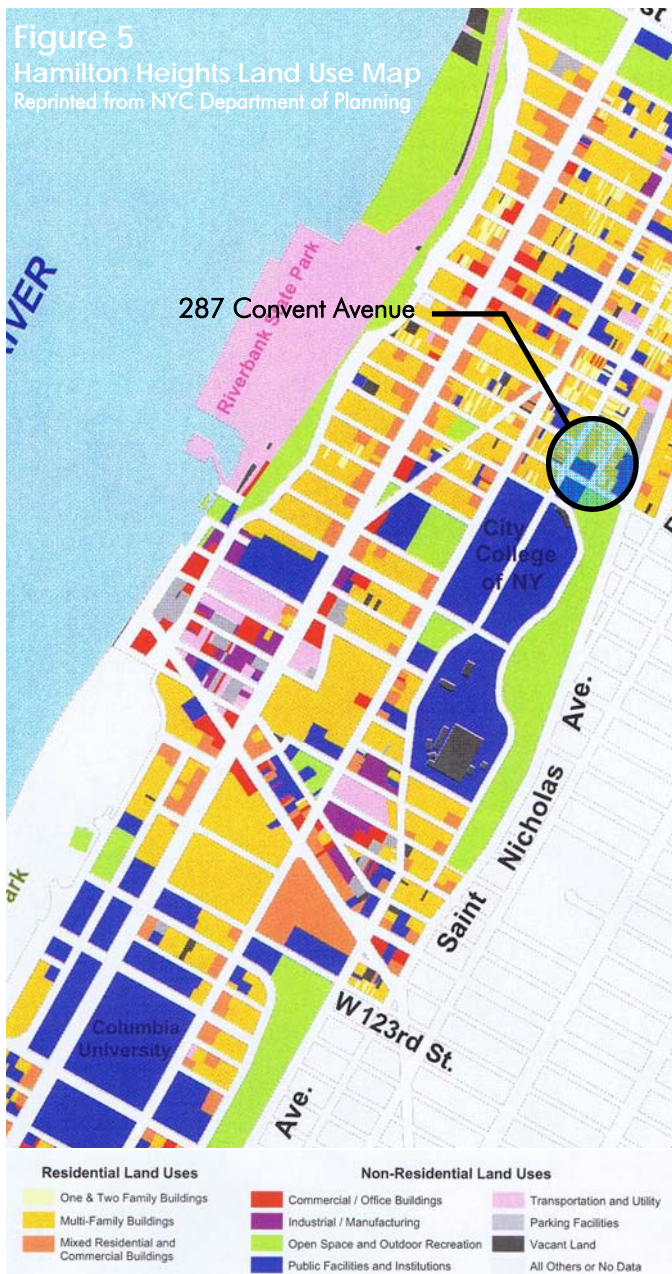 Figure 5
Hamilton Heights Land Use Map
Reprinted from NYC Department of Planning
st
RIVER
287 Convent Avenue
Riverbank State Park
City
College
of NY
Saint Nicholas Ave.
ark
W 123rd St.
Columbia
University
Ave.
Residential Land Uses
One & Two Family Buildings
Multi-Family Buildings
Mixed Residential and
Commercial Buildings
Non-Residential Land Uses
Commercial / Office Buildings
Industrial / Manufacturing
Open Space and Outdoor Recreation
Public Facilities and Institutions
Transportation and Utility
Parking Facilities
Vacant Land
All Others or No Data